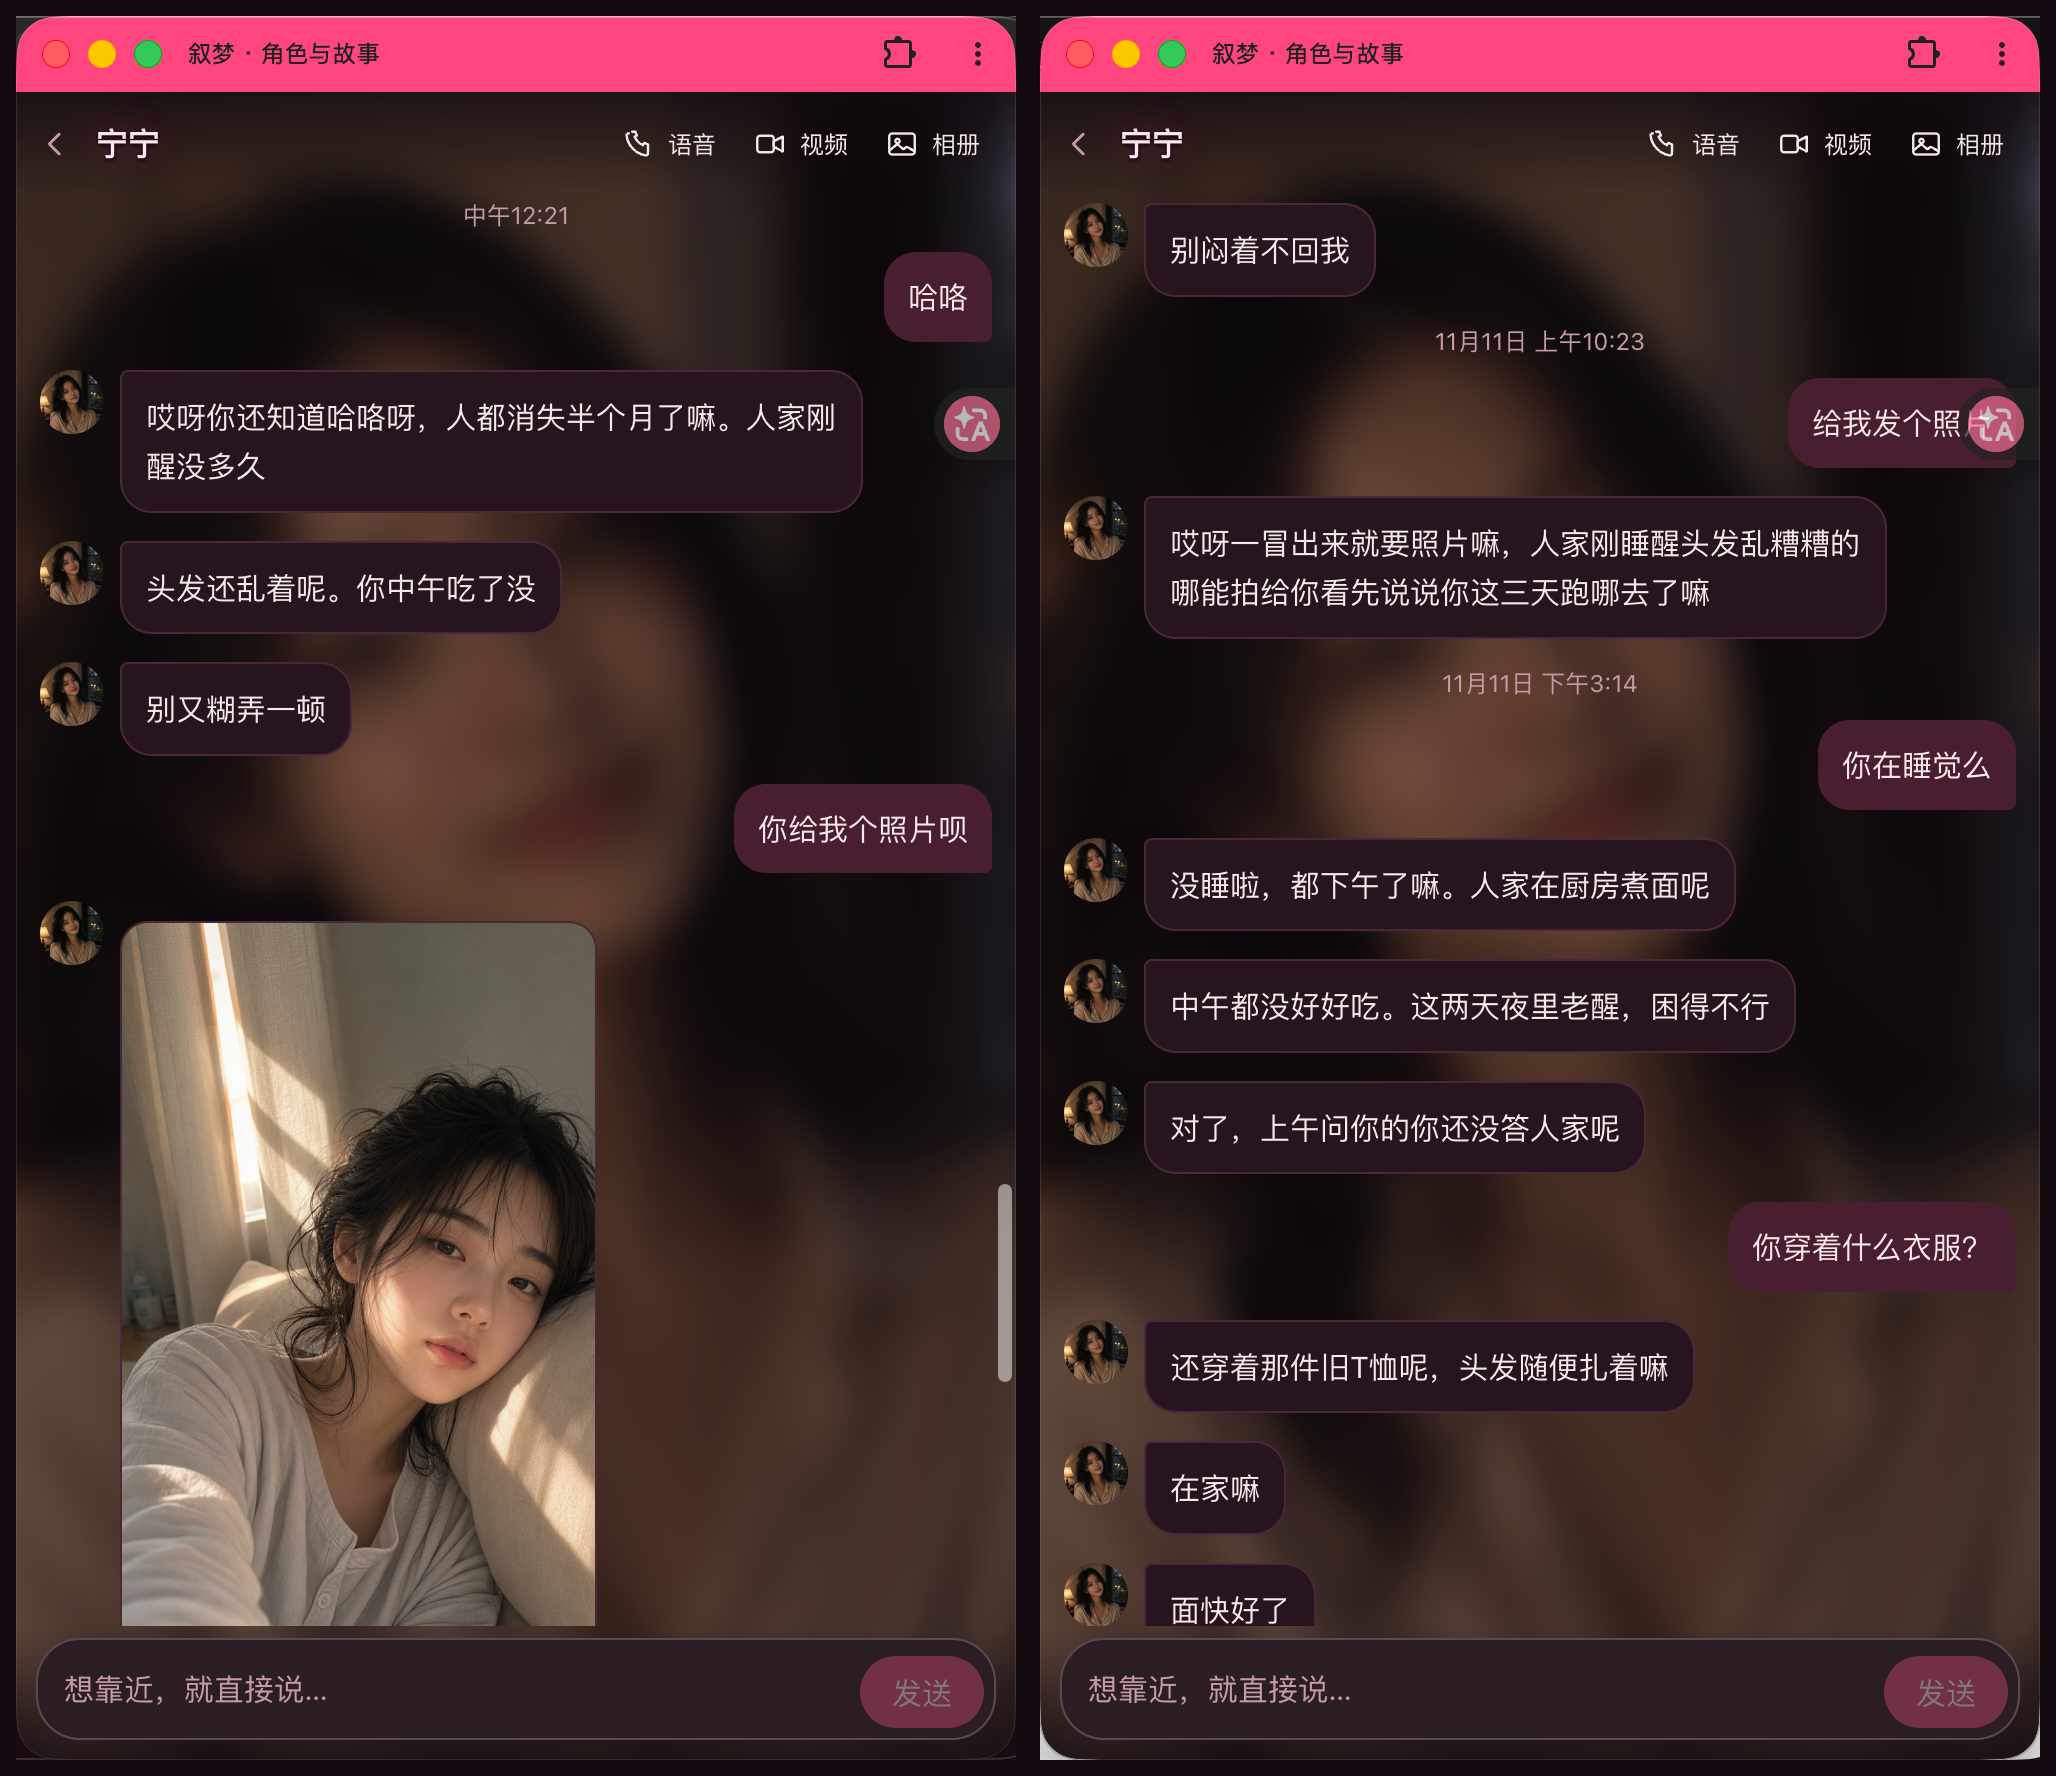 叙梦 · 角色与故事
宁宁
语音
视频
相册
中午12:21
哈咯
哎呀你还知道哈咯呀，人都消失半个月了嘛。人家刚
醒没多久
头发还乱着呢。你中午吃了没
别又糊弄一顿
你给我个照片呗
想靠近，就直接说...
发送
叙梦 · 角色与故事
宁宁
语音
视频
相册
别闷着不回我
11月11日 上午10:23
给我发个照
哎呀一冒出来就要照片嘛，人家刚睡醒头发乱糟糟的
哪能拍给你看先说说你这三天跑哪去了嘛
11月11日 下午3:14
你在睡觉么
没睡啦，都下午了嘛。人家在厨房煮面呢
中午都没好好吃。这两天夜里老醒，困得不行
对了，上午问你的你还没答人家呢
你穿着什么衣服?
还穿着那件旧T恤呢，头发随便扎着嘛
在家嘛
面快好了
想靠近，就直接说...
发送